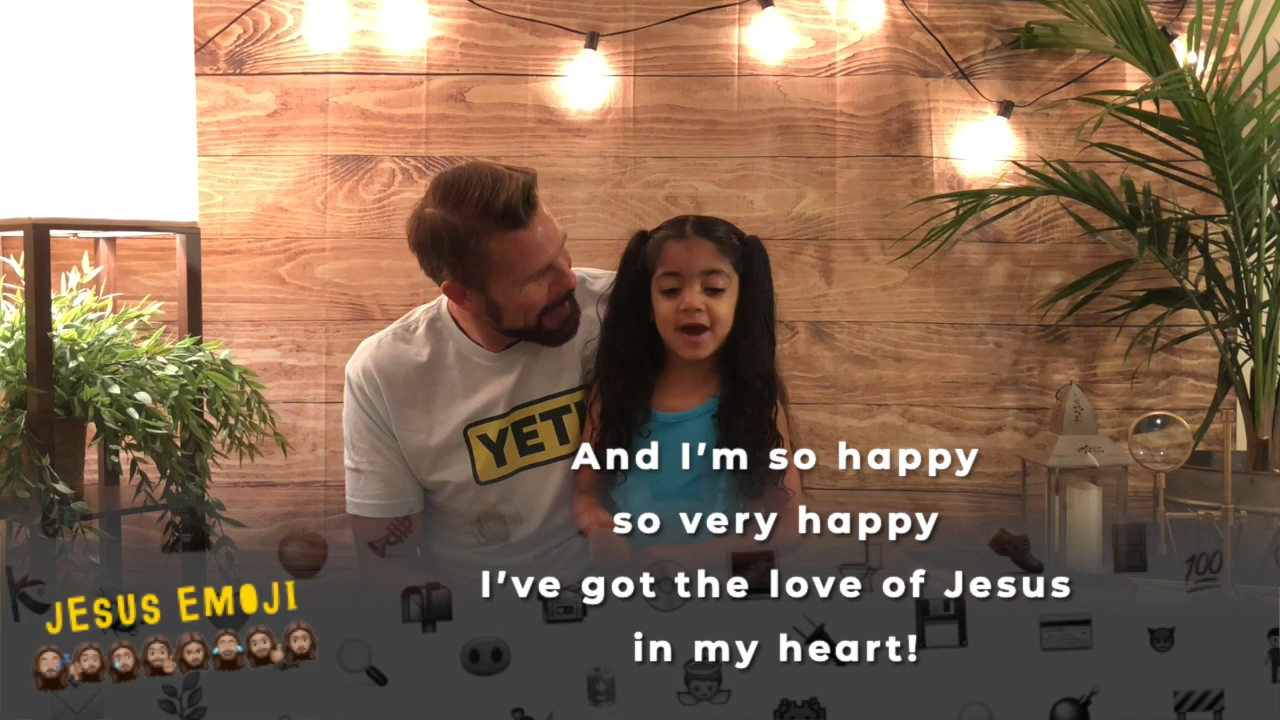 YETI
And I'm so happy
so very happy
I've got the love of Jesus
in my heart!
JESUS EMOJI
100